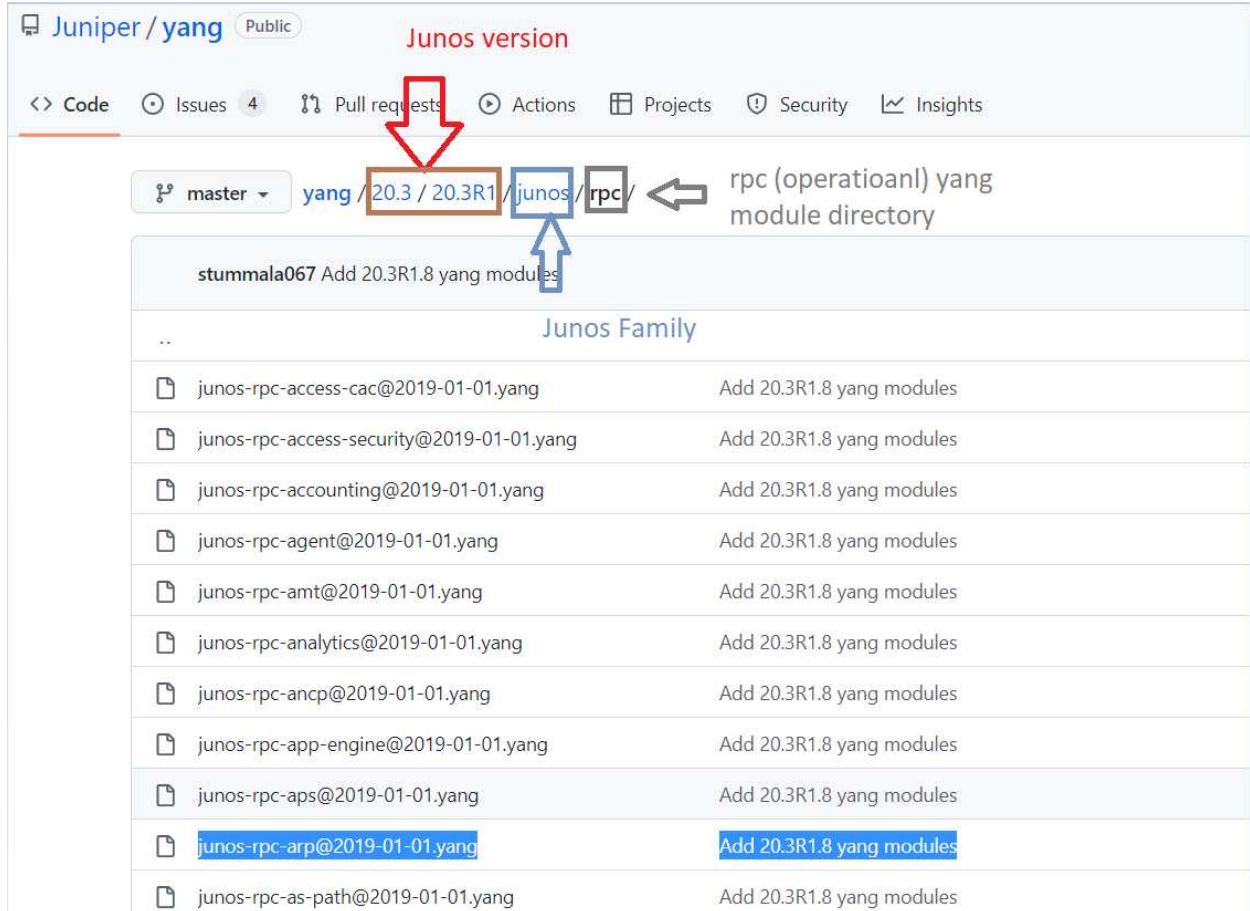 Juniper / yang Public
Junos version
<> Code Issues 4 Pull requests Actions Projects Security Insights
master yang / 20.3 / 20.3R1 / junos / rpc /
rpc (operatioanl) yang
module directory
stummala067 Add 20.3R1.8 yang modules
Junos Family
..
junos-rpc-access-cac@2019-01-01.yang Add 20.3R1.8 yang modules
junos-rpc-access-security@2019-01-01.yang Add 20.3R1.8 yang modules
junos-rpc-accounting@2019-01-01.yang Add 20.3R1.8 yang modules
junos-rpc-agent@2019-01-01.yang Add 20.3R1.8 yang modules
junos-rpc-amt@2019-01-01.yang Add 20.3R1.8 yang modules
junos-rpc-analytics@2019-01-01.yang Add 20.3R1.8 yang modules
junos-rpc-ancp@2019-01-01.yang Add 20.3R1.8 yang modules
junos-rpc-app-engine@2019-01-01.yang Add 20.3R1.8 yang modules
junos-rpc-aps@2019-01-01.yang Add 20.3R1.8 yang modules
junos-rpc-arp@2019-01-01.yang Add 20.3R1.8 yang modules
junos-rpc-as-path@2019-01-01.yang Add 20.3R1.8 yang modules